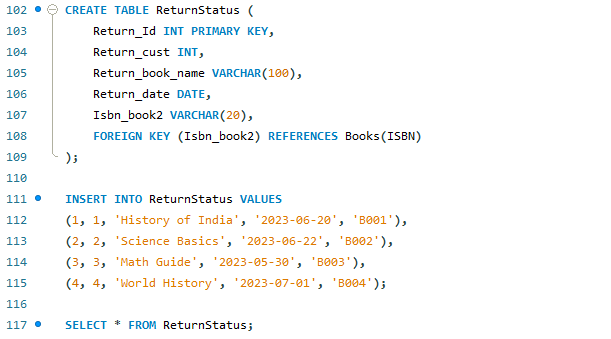 102 CREATE TABLE ReturnStatus (
103     Return_Id INT PRIMARY KEY,
104     Return_cust INT,
105     Return_book_name VARCHAR(100),
106     Return_date DATE,
107     Isbn_book2 VARCHAR(20),
108     FOREIGN KEY (Isbn_book2) REFERENCES Books(ISBN)
109 );
110
111 INSERT INTO ReturnStatus VALUES
112 (1, 1, 'History of India', '2023-06-20', 'B001'),
113 (2, 2, 'Science Basics', '2023-06-22', 'B002'),
114 (3, 3, 'Math Guide', '2023-05-30', 'B003'),
115 (4, 4, 'World History', '2023-07-01', 'B004');
116
117 SELECT * FROM ReturnStatus;